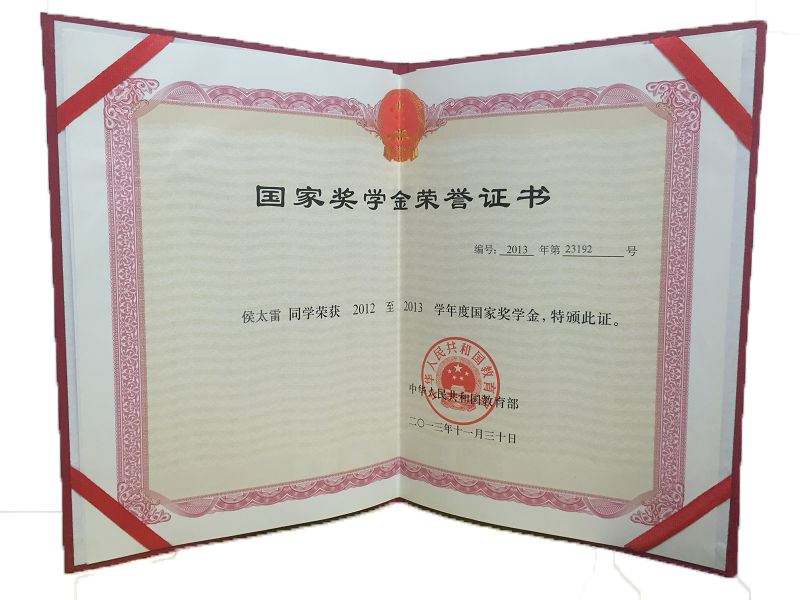 国家奖学金荣誉证书
编号: 2013 年第 23192 号
侯太雷 同学荣获 2012 至 2013 学年度国家奖学金,特颁此证。
中华人民共和国教育部
中华人民共和国教育部
二〇一三年十一月三十日